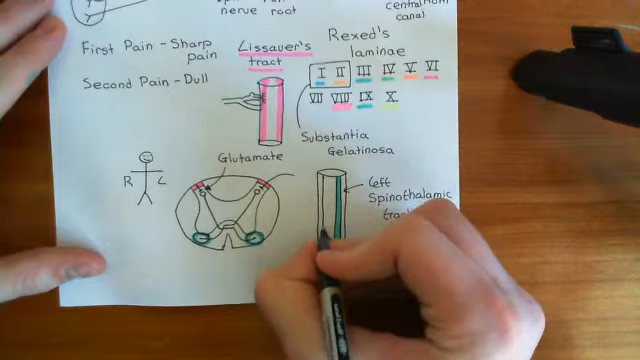 nerve root
central
canal
First Pain - Sharp
pain
Second Pain - Dull
Lissauer's
tract
Rexed's
laminae
I II III IV V VI
VII VIII IX X
Substantia
Gelatinosa
Glutamate
R L
Left
Spinothalamic